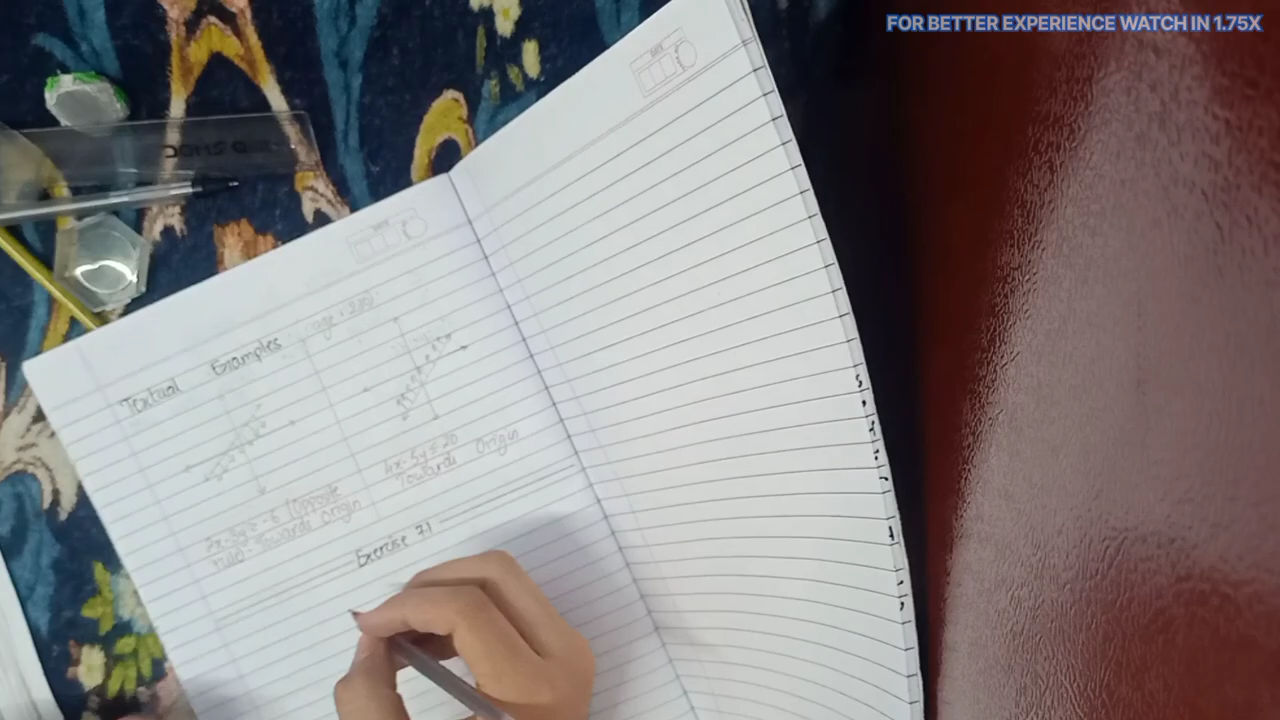 FOR BETTER EXPERIENCE WATCH IN 1.75X
Textual Examples
2x-3y ≥ -6 (Opposite
rule) - Towards Origin
4x-5y ≤ 20
Towards Origin
Exercise 7.1